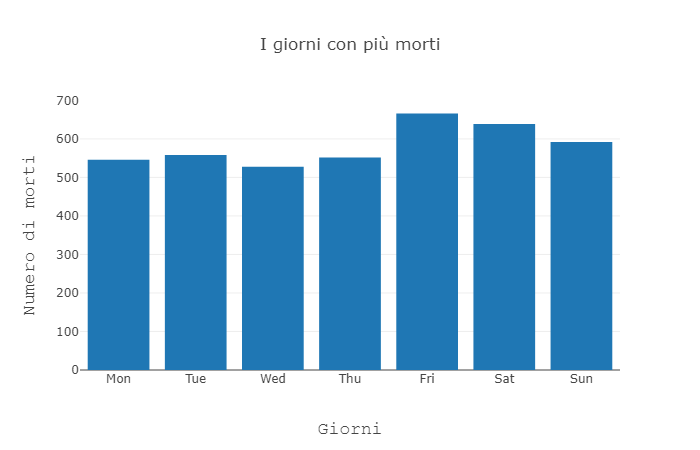 I giorni con più morti
700
600
500
400
300
200
100
0
Numero di morti
Mon Tue Wed Thu Fri Sat Sun
Giorni